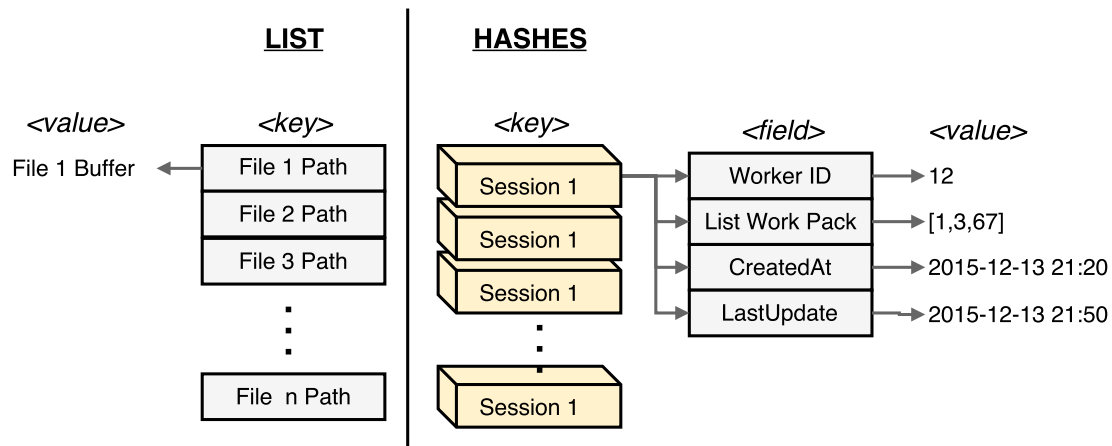 LIST
HASHES
<value>
<key>
<key>
<field>
<value>
File 1 Buffer
File 1 Path
File 2 Path
File 3 Path
File n Path
Session 1
Session 1
Session 1
Session 1
Worker ID
List Work Pack
CreatedAt
LastUpdate
12
[1,3,67]
2015-12-13 21:20
2015-12-13 21:50